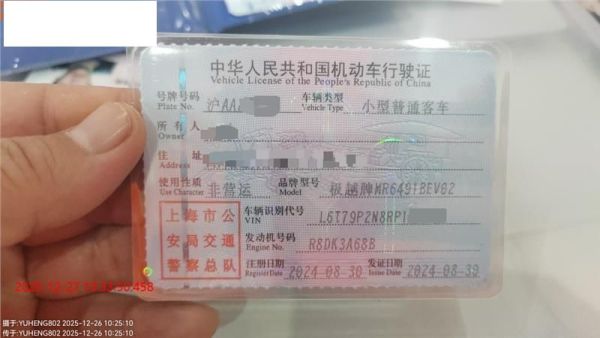 中华人民共和国机动车行驶证
Vehicle License of the People's Republic of China
号牌号码 沪AA 车辆类型 小型普通客车
Plate No. Vehicle Type
所有人
Owner
住址
Address
使用性质 非营运 品牌型号 极越牌MR6491BEV02
Use Character Model
上海市公
安局交通
警察总队
车辆识别代号 L6T79P2N8RP1
VIN
发动机号码 R8DK3A68B
Engine No.
注册日期 2024-08-30 发证日期 2024-08-30
Register Date Issue Date
458
摄于:YUHENG802 2025-12-26 10:25:10
传于:YUHENG802 2025-12-26 10:25:10